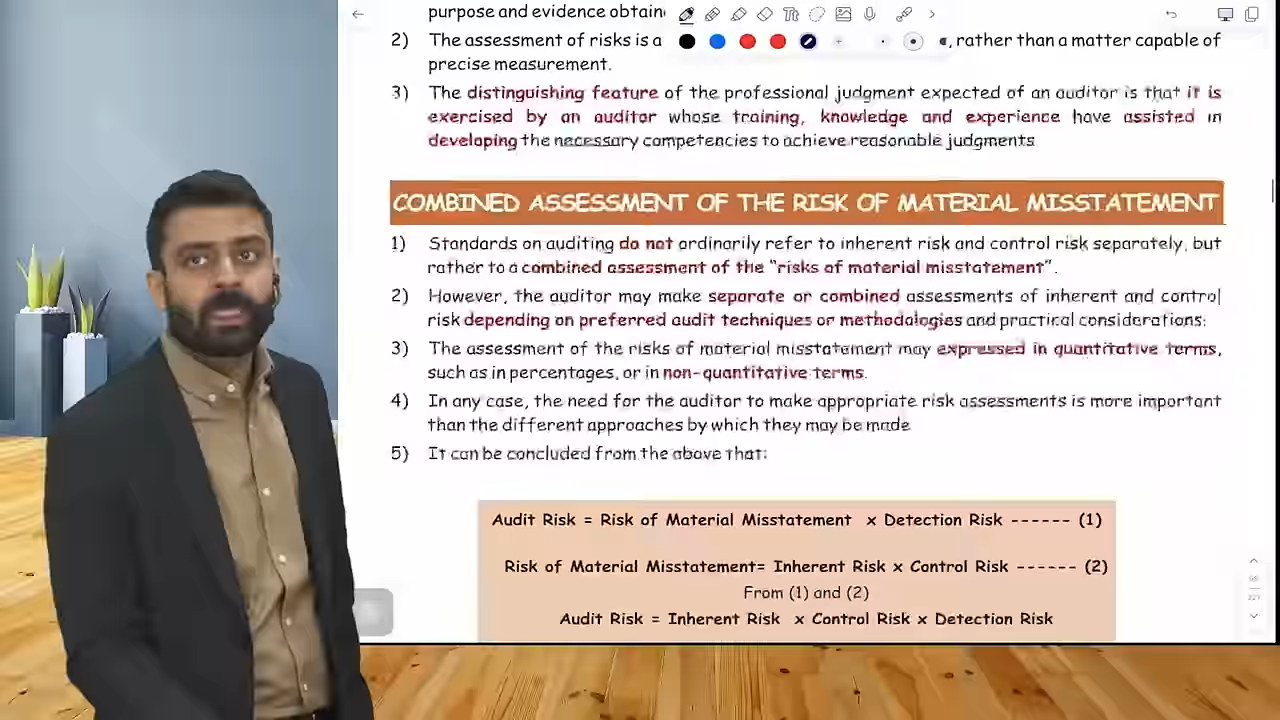 purpose and evidence obtain
2) The assessment of risks is a , rather than a matter capable of
precise measurement.
3) The distinguishing feature of the professional judgment expected of an auditor is that it is
exercised by an auditor whose training, knowledge and experience have assisted in
developing the necessary competencies to achieve reasonable judgments
COMBINED ASSESSMENT OF THE RISK OF MATERIAL MISSTATEMENT
1) Standards on auditing do not ordinarily refer to inherent risk and control risk separately, but
rather to a combined assessment of the "risks of material misstatement".
2) However, the auditor may make separate or combined assessments of inherent and control
risk depending on preferred audit techniques or methodologies and practical considerations.
3) The assessment of the risks of material misstatement may expressed in quantitative terms,
such as in percentages, or in non-quantitative terms.
4) In any case, the need for the auditor to make appropriate risk assessments is more important
than the different approaches by which they may be made
5) It can be concluded from the above that:
Audit Risk = Risk of Material Misstatement x Detection Risk ------ (1)
Risk of Material Misstatement= Inherent Risk x Control Risk ------ (2)
From (1) and (2)
Audit Risk = Inherent Risk x Control Risk x Detection Risk